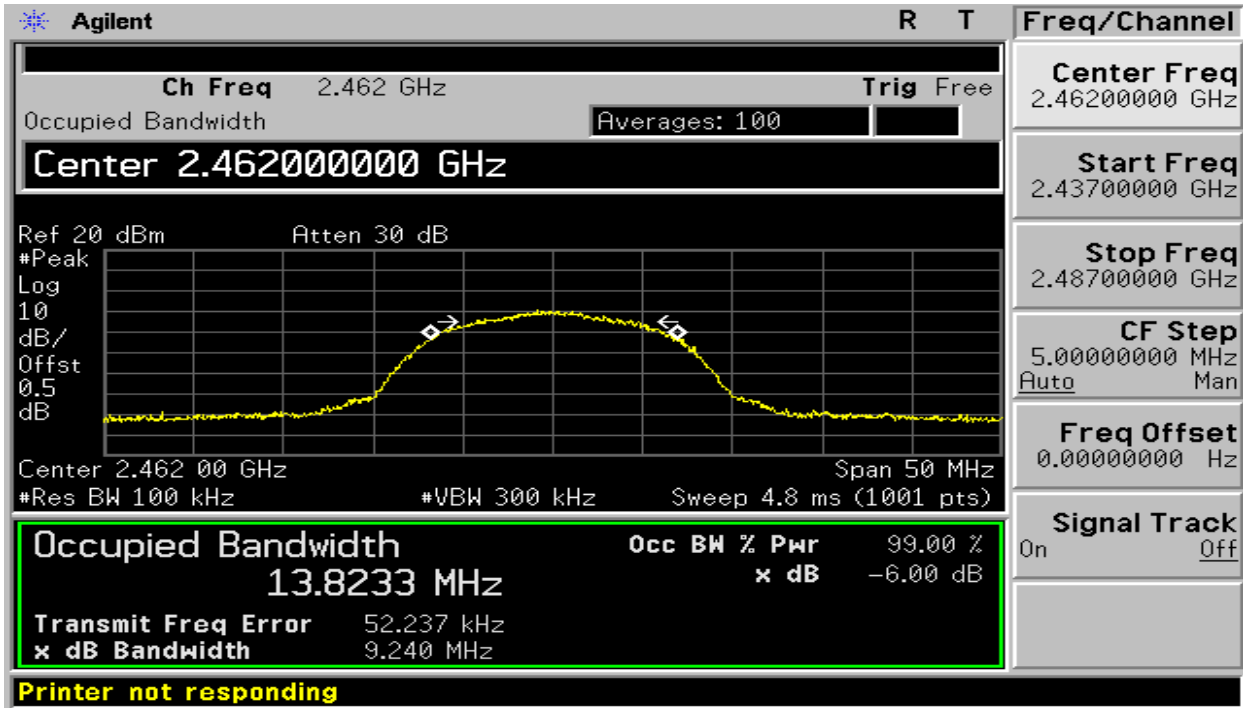 Agilent R T Freq/Channel
Ch Freq 2.462 GHz Trig Free
Occupied Bandwidth Averages: 100
Center 2.462000000 GHz
Ref 20 dBm Atten 30 dB
#Peak
Log
10
dB/
Offst
0.5
dB
Center 2.462 00 GHz Span 50 MHz
#Res BW 100 kHz #VBW 300 kHz Sweep 4.8 ms (1001 pts)
Occupied Bandwidth Occ BW % Pwr 99.00 %
13.8233 MHz x dB -6.00 dB
Transmit Freq Error 52.237 kHz
x dB Bandwidth 9.240 MHz
Printer not responding
Center Freq
2.46200000 GHz
Start Freq
2.43700000 GHz
Stop Freq
2.48700000 GHz
CF Step
5.00000000 MHz
Auto Man
Freq Offset
0.00000000 Hz
Signal Track
On Off